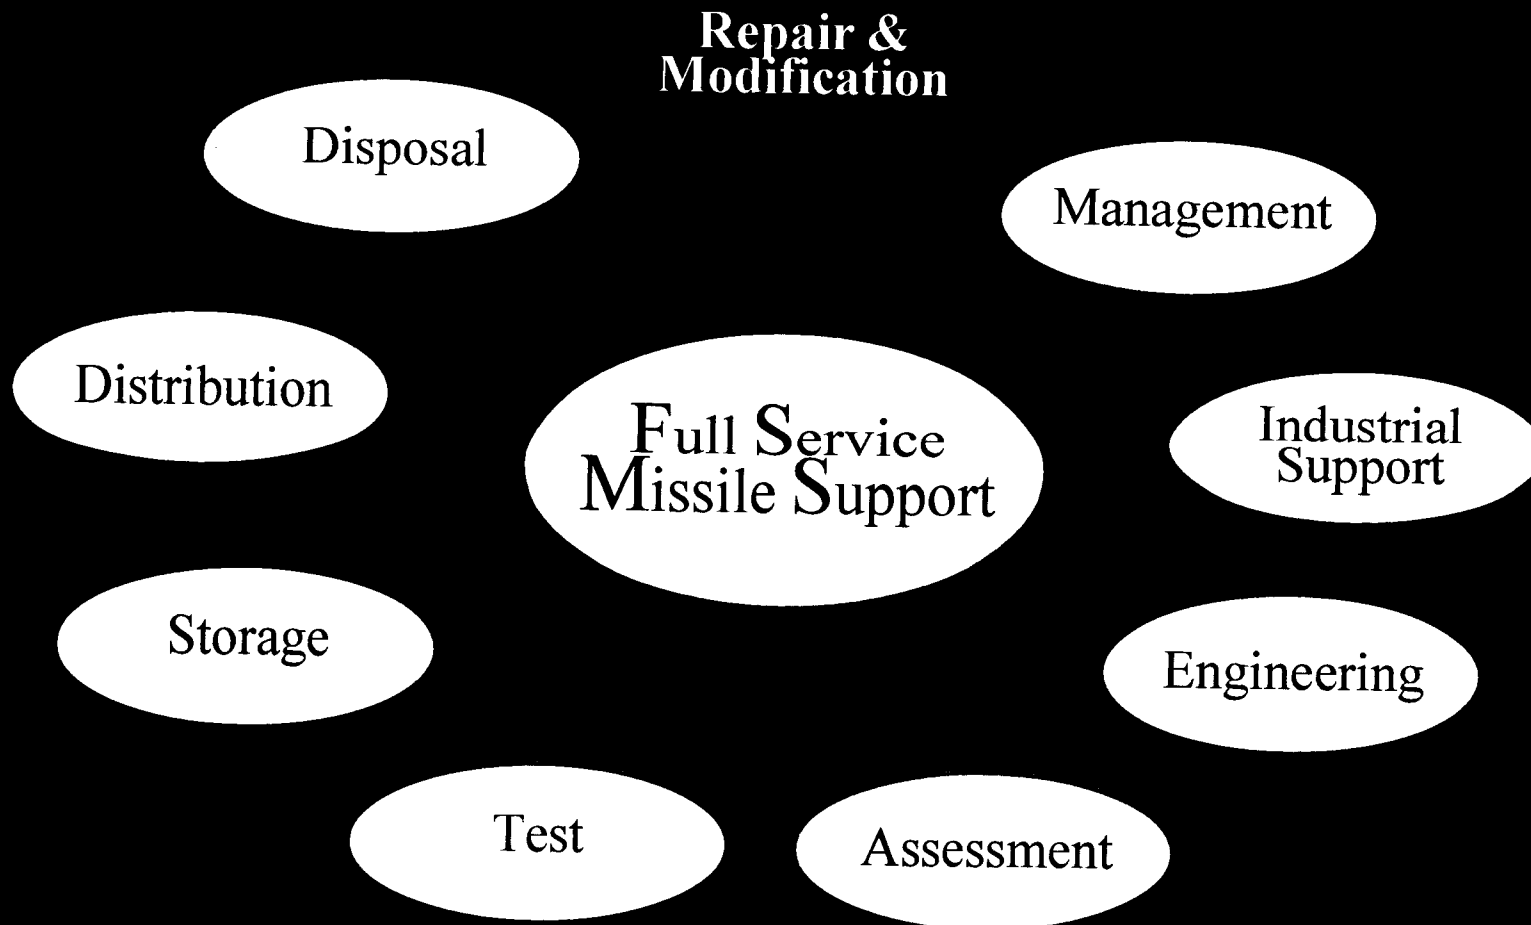 Repair &
Modification
Disposal
Management
Distribution
Full Service
Missile Support
Industrial
Support
Storage
Engineering
Test
Assessment